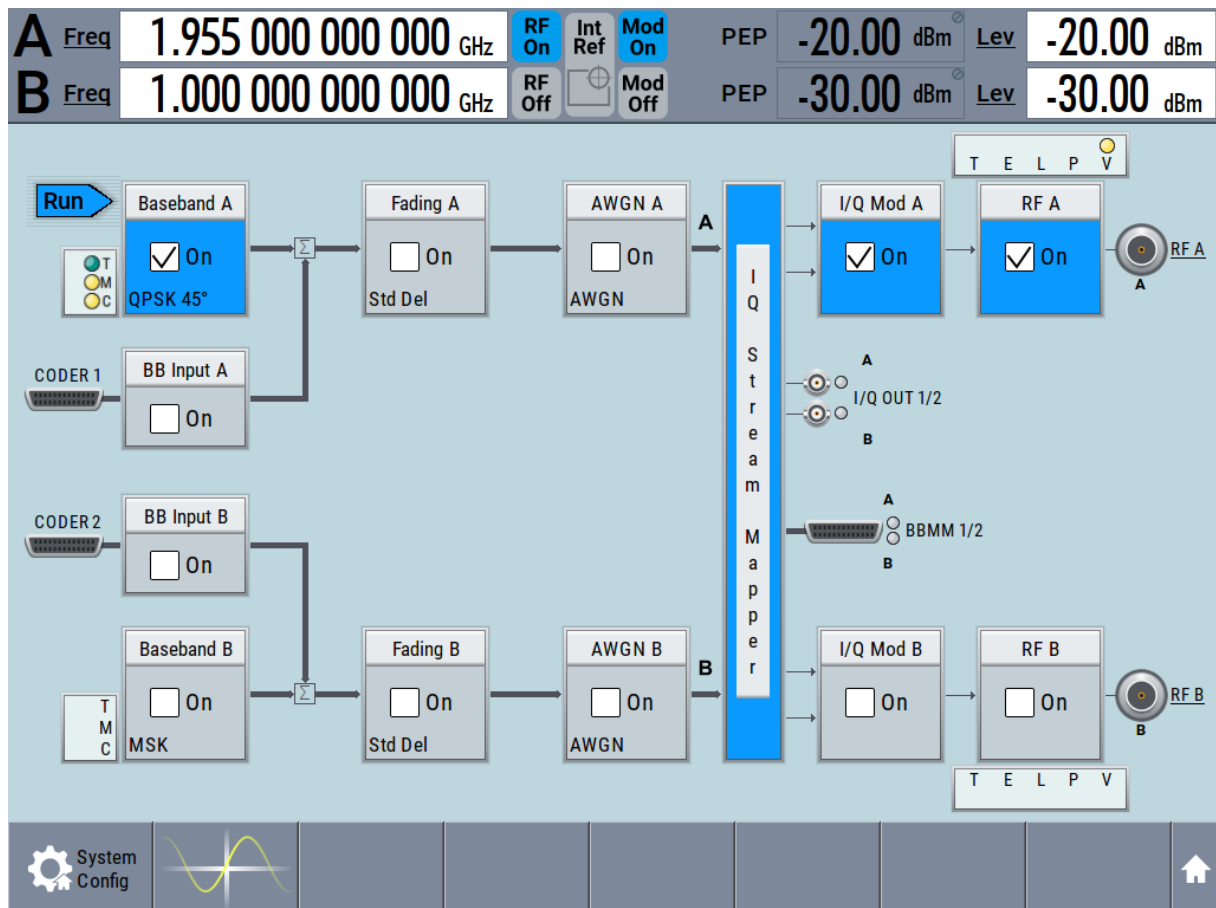 A Freq 1.955 000 000 000 GHz RF On Int Ref Mod On PEP -20.00 dBm Lev -20.00 dBm
B Freq 1.000 000 000 000 GHz RF Off Mod Off PEP -30.00 dBm Lev -30.00 dBm
T E L P V
Run
Baseband A
On
QPSK 45°
T
M
C
Σ
Fading A
On
Std Del
AWGN A
On
AWGN
A
I/Q Mod A
On
RF A
On
RF A
A
CODER 1
BB Input A
On
I Q Stream Mapper
A
I/Q OUT 1/2
B
CODER 2
BB Input B
On
A
BBMM 1/2
B
Baseband B
On
MSK
T
M
C
Σ
Fading B
On
Std Del
AWGN B
On
AWGN
B
I/Q Mod B
On
RF B
On
RF B
B
T E L P V
System
Config